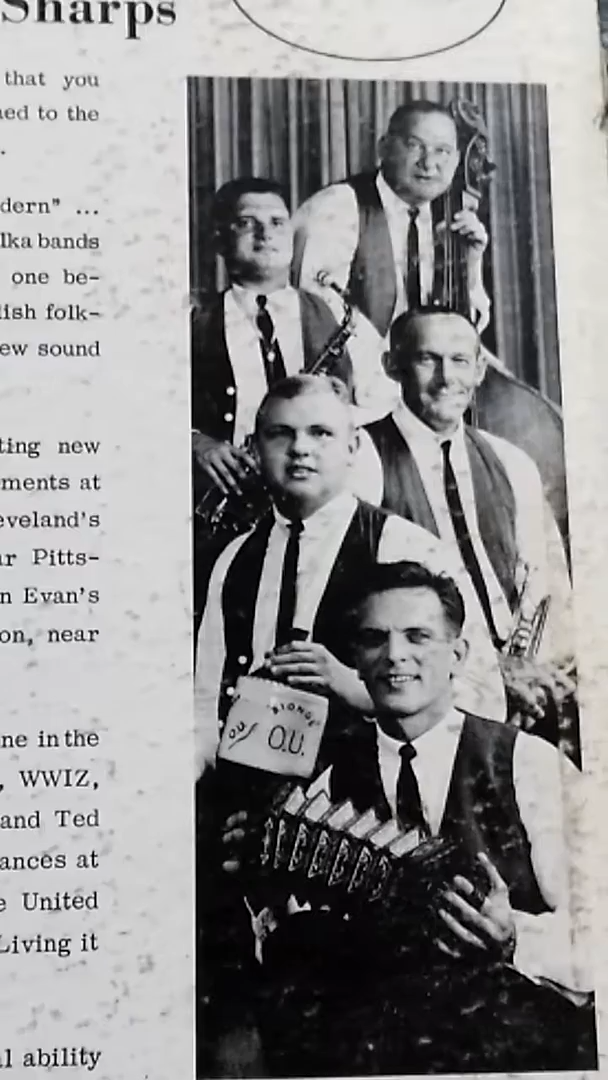 Sharps
that you
ed to the
.
dern" ...
lka bands
one be-
lish folk-
ew sound
ting new
ments at
eveland's
ar Pitts-
n Evan's
on, near
ne in the
, WWIZ,
and Ted
ances at
e United
Living it
l ability
"BIONDE"
O.U.
O.U.